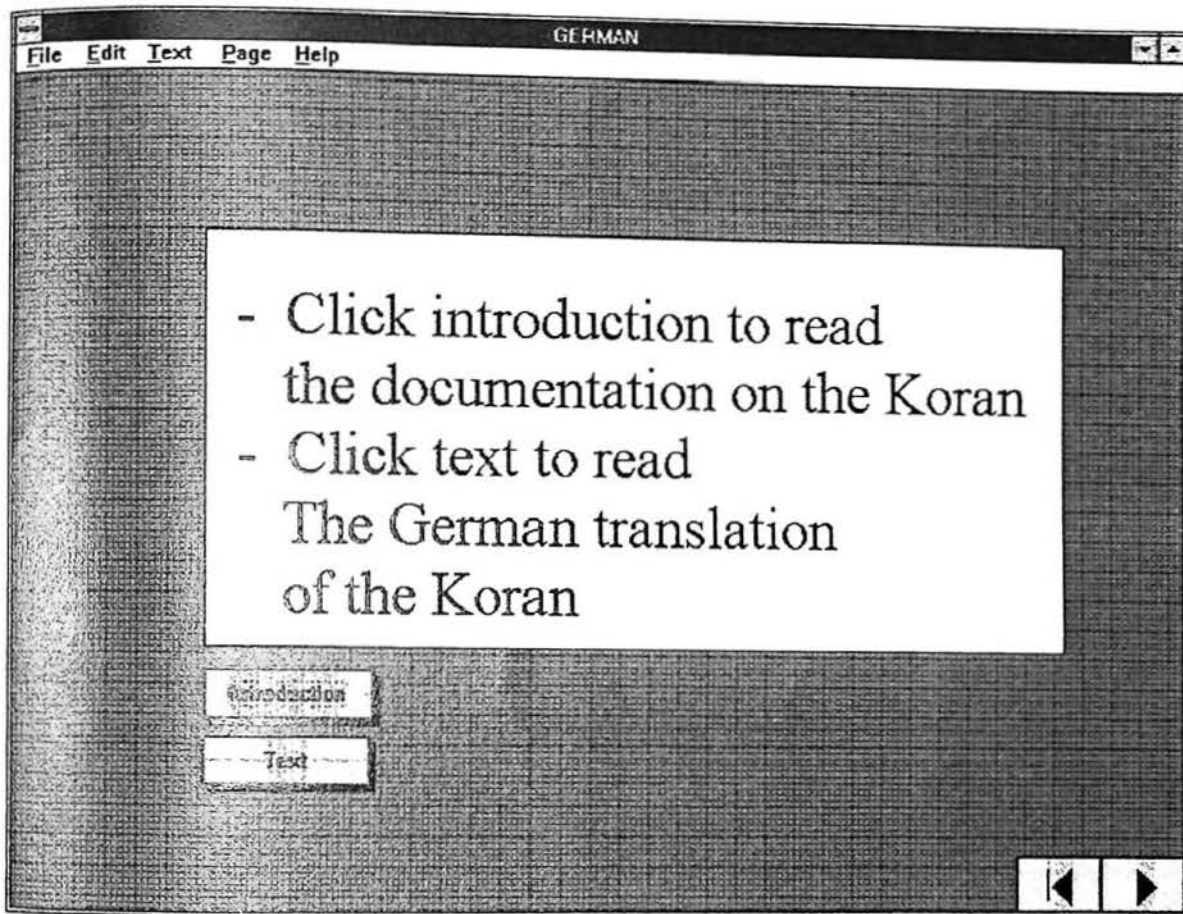 GERMAN
File Edit Text Page Help
- Click introduction to read
the documentation on the Koran
- Click text to read
The German translation
of the Koran
Introduction
Text